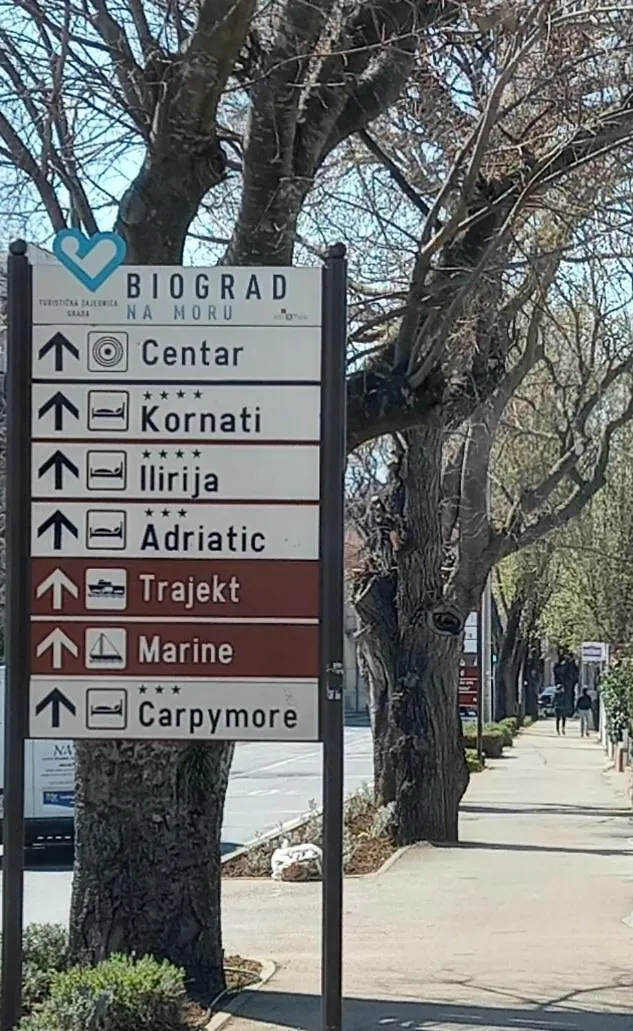 BIOGRAD
NA MORU
TURISTIČKA ZAJEDNICA
GRADA
Centar
★★★★
Kornati
★★★★
Ilirija
★★★
Adriatic
Trajekt
Marine
★★★
Carpymore